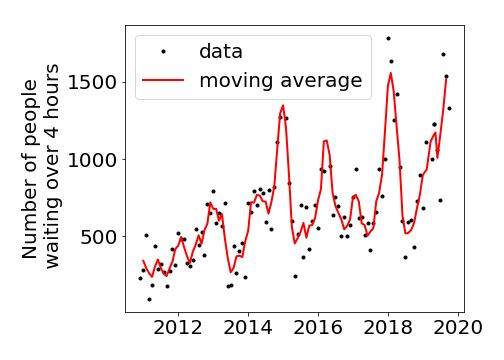 data
moving average
Number of people
waiting over 4 hours
1500
1000
500
2012 2014 2016 2018 2020